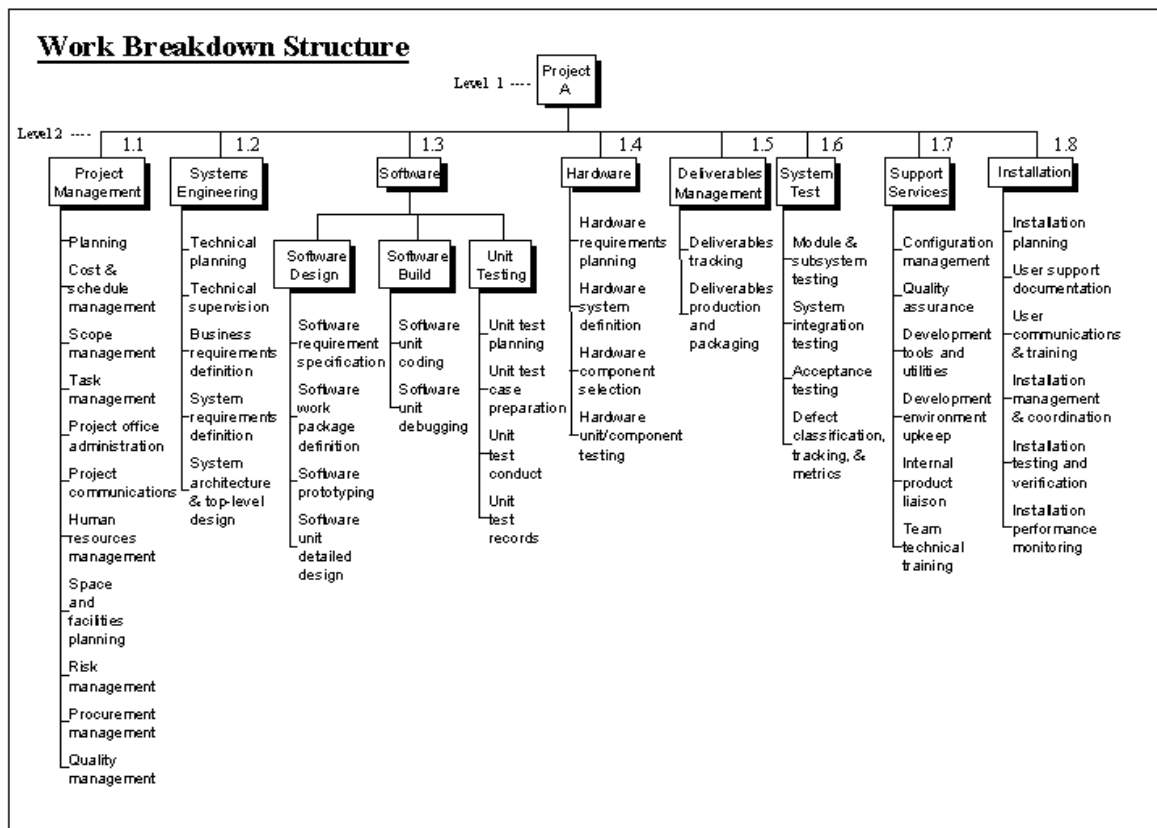 Work Breakdown Structure
Level 1 ----
Project
A
Level 2 ----
1.1
Project
Management
Planning
Cost &
schedule
management
Scope
management
Task
management
Project office
administration
Project
communications
Human
resources
management
Space
and
facilities
planning
Risk
management
Procurement
management
Quality
management
1.2
Systems
Engineering
Technical
planning
Technical
supervision
Business
requirements
definition
System
requirements
definition
System
architecture
& top-level
design
1.3
Software
Software
Design
Software
requirement
specification
Software
work
package
definition
Software
prototyping
Software
unit
detailed
design
Software
Build
Software
unit
coding
Software
unit
debugging
Unit
Testing
Unit test
planning
Unit test
case
preparation
Unit
test
conduct
Unit
test
records
1.4
Hardware
Hardware
requirements
planning
Hardware
system
definition
Hardware
component
selection
Hardware
unit/component
testing
1.5
Deliverables
Management
Deliverables
tracking
Deliverables
production
and
packaging
1.6
System
Test
Module &
subsystem
testing
System
integration
testing
Acceptance
testing
Defect
classification,
tracking, &
metrics
1.7
Support
Services
Configuration
management
Quality
assurance
Development
tools and
utilities
Development
environment
upkeep
Internal
product
liaison
Team
technical
training
1.8
Installation
Installation
planning
User support
documentation
User
communications
& training
Installation
management
& coordination
Installation
testing and
verification
Installation
performance
monitoring